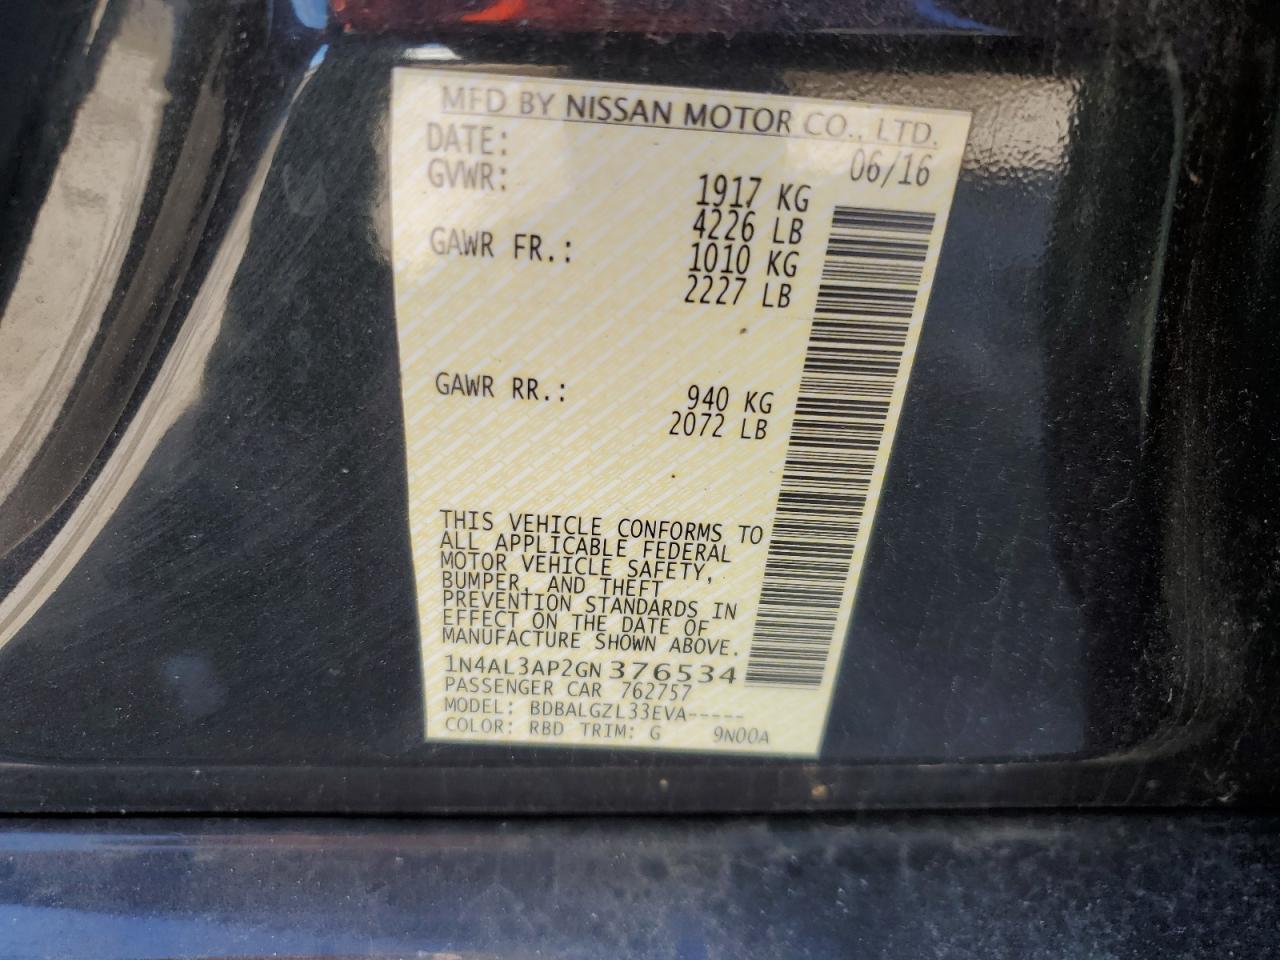 MFD BY NISSAN MOTOR CO., LTD.
DATE: 06/16
GVWR: 1917 KG
4226 LB
GAWR FR.: 1010 KG
2227 LB
GAWR RR.: 940 KG
2072 LB
THIS VEHICLE CONFORMS TO
ALL APPLICABLE FEDERAL
MOTOR VEHICLE SAFETY,
BUMPER, AND THEFT
PREVENTION STANDARDS IN
EFFECT ON THE DATE OF
MANUFACTURE SHOWN ABOVE.
1N4AL3AP2GN376534
PASSENGER CAR 762757
MODEL: BDBALGZL33EVA-----
COLOR: RBD TRIM: G 9N00A